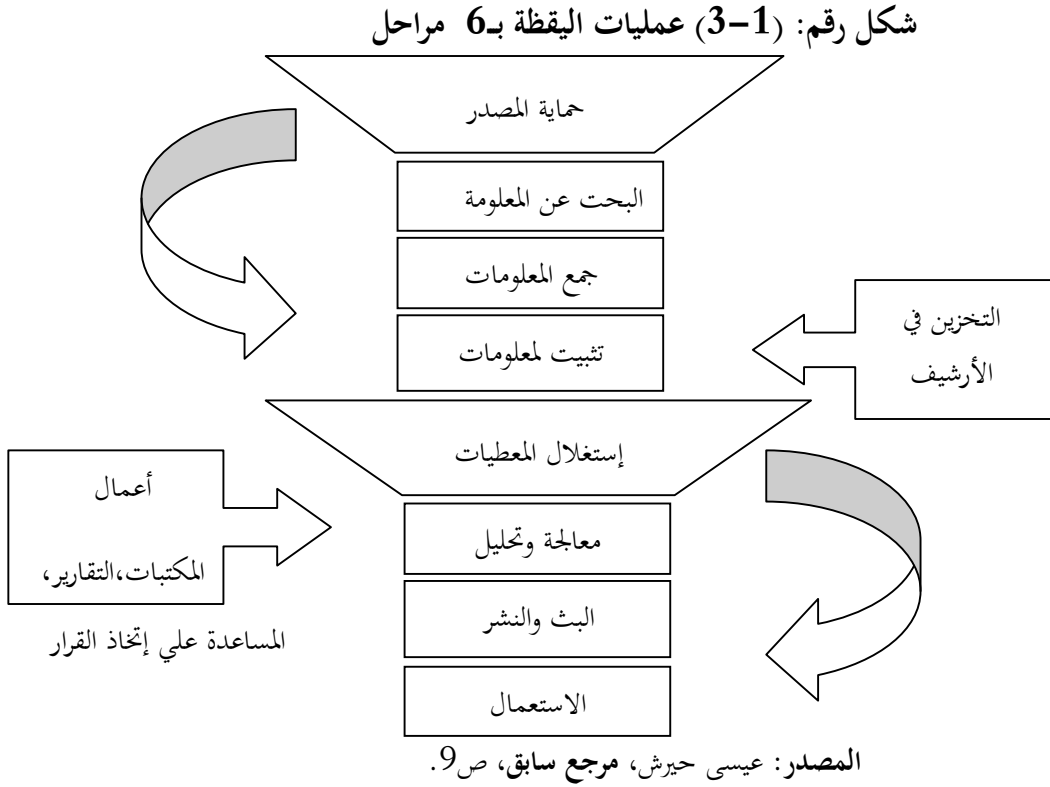 شكل رقم: (1-3) عمليات اليقظة بـ6 مراحل
حماية المصدر
البحت عن المعلومة
جمع المعلومات
تثبيت لمعلومات
التخزين في
الأرشيف
إستغلال المعطيات
أعمال
المكتبات،التقارير،
المساعدة علي إتخاذ القرار
معالجة وتحليل
البث والنشر
الاستعمال
المصدر: عيسى حيرش، مرجع سابق، ص9.